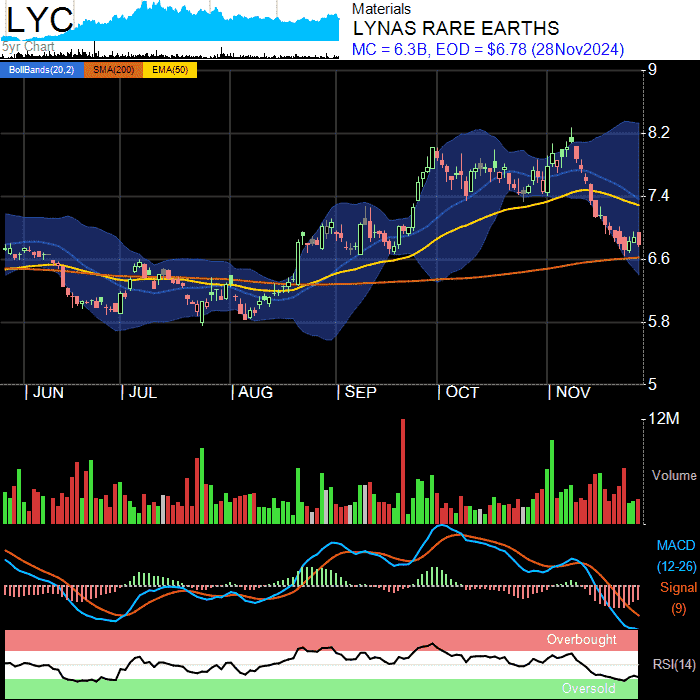 LYC
5yr Chart
Materials
LYNAS RARE EARTHS
MC = 6.3B, EOD = $6.78 (28Nov2024)
BollBands(20,2) SMA(200) EMA(50)
9
8.2
7.4
6.6
5.8
5
JUN JUL AUG SEP OCT NOV
12M
Volume
MACD
(12-26)
Signal
(9)
Overbought
RSI(14)
Oversold